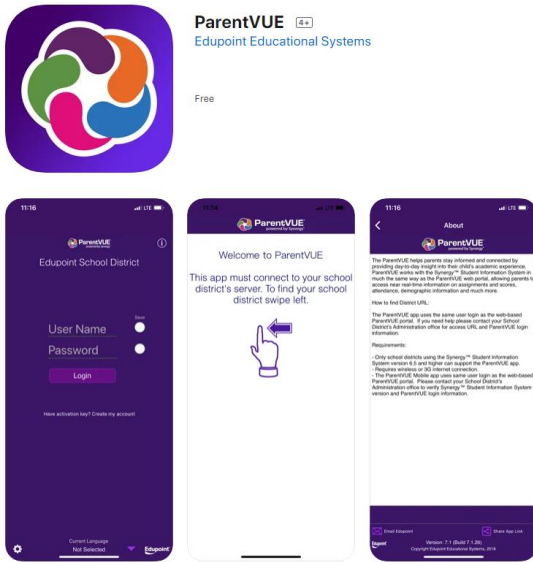 ParentVUE 4+
Edupoint Educational Systems
Free
11:16
LTE
ParentVUE
powered by Synergy
Edupoint School District
Save
User Name
Password
Login
Have activation key? Create my account
Current Language
Not Selected
Edupoint
ParentVUE
powered by Synergy
Welcome to ParentVUE
This app must connect to your school
district's server. To find your school
district swipe left.
11:16
LTE
About
ParentVUE
powered by Synergy
The ParentVUE helps parents stay informed and connected by
providing day-to-day insight into their child's academic experience.
ParentVUE works with the Synergy™ Student Information System in
much the same way as the ParentVUE web portal, allowing parents to
access near real-time information on assignments and scores,
attendance, demographic information and much more.
How to find District URL:
The ParentVUE app uses the same user login as the web-based
ParentVUE portal. If you need help please contact your School
District's Administration office for access URL and ParentVUE login
information.
Requirements:
- Only school districts using the Synergy™ Student Information
System version 6.5 and higher can support the ParentVUE app.
- Requires wireless or 3G internet connection.
- The ParentVUE Mobile app uses same user login as the web-based
ParentVUE portal. Please contact your School District's
Administration office to verify Synergy™ Student Information System
version and ParentVUE login information.
Email Edupoint
Share App Link
Edupoint
Version: 7.1 (Build 7.1.26)
Copyright Edupoint Educational Systems, 2018